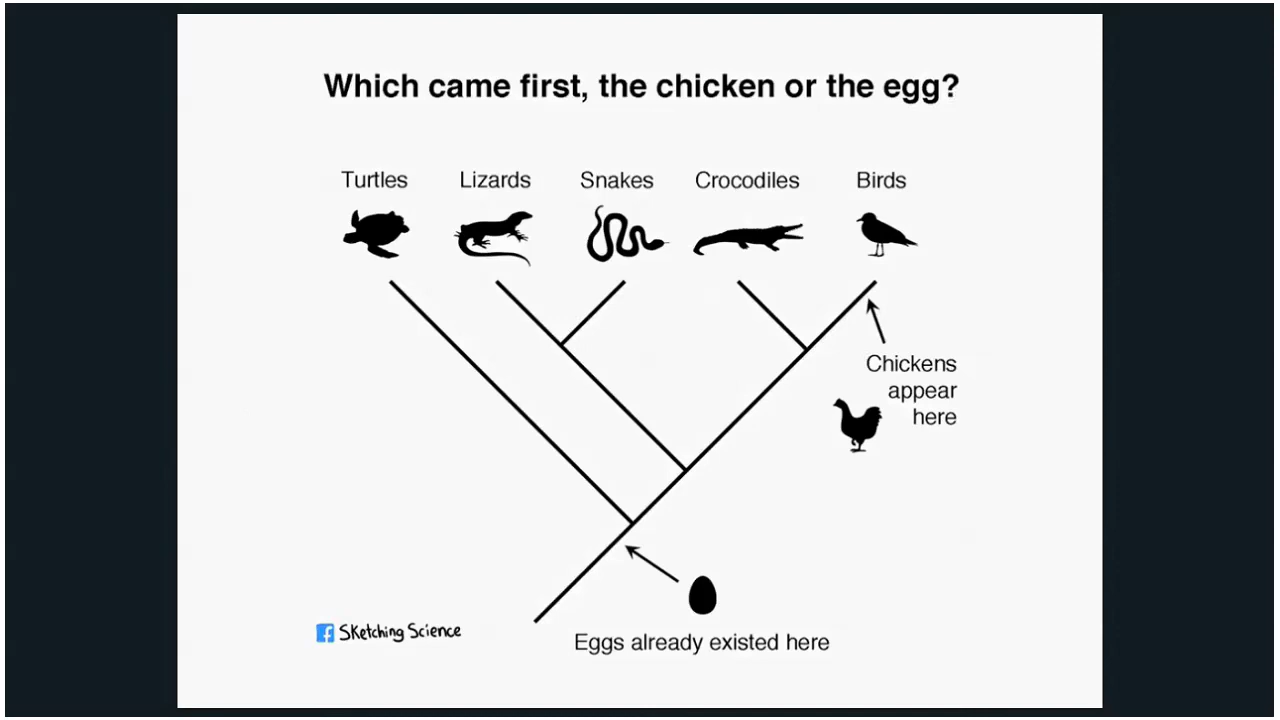 Which came first, the chicken or the egg?
Turtles Lizards Snakes Crocodiles Birds
Chickens
appear
here
Eggs already existed here
f Sketching Science